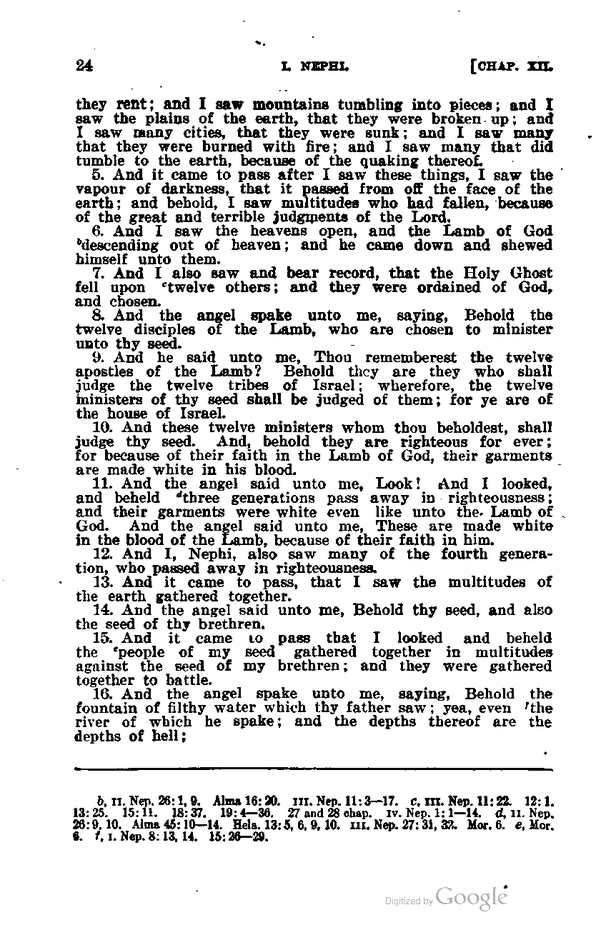 24 I. NEPHI. [CHAP. XII.
they rent; and I saw mountains tumbling into pieces; and I
saw the plains of the earth, that they were broken up; and
I saw many cities, that they were sunk; and I saw many
that they were burned with fire; and I saw many that did
tumble to the earth, because of the quaking thereof.
5. And it came to pass after I saw these things, I saw the
vapour of darkness, that it passed from off the face of the
earth; and behold, I saw multitudes who had fallen, because
of the great and terrible judgments of the Lord.
6. And I saw the heavens open, and the Lamb of God
ᵇdescending out of heaven; and he came down and shewed
himself unto them.
7. And I also saw and bear record, that the Holy Ghost
fell upon ᶜtwelve others; and they were ordained of God,
and chosen.
8. And the angel spake unto me, saying, Behold the
twelve disciples of the Lamb, who are chosen to minister
unto thy seed.
9. And he said unto me, Thou rememberest the twelve
apostles of the Lamb? Behold they are they who shall
judge the twelve tribes of Israel; wherefore, the twelve
ministers of thy seed shall be judged of them; for ye are of
the house of Israel.
10. And these twelve ministers whom thou beholdest, shall
judge thy seed. And, behold they are righteous for ever;
for because of their faith in the Lamb of God, their garments
are made white in his blood.
11. And the angel said unto me, Look! And I looked,
and beheld ᵈthree generations pass away in righteousness;
and their garments were white even like unto the Lamb of
God. And the angel said unto me, These are made white
in the blood of the Lamb, because of their faith in him.
12. And I, Nephi, also saw many of the fourth genera-
tion, who passed away in righteousness.
13. And it came to pass, that I saw the multitudes of
the earth gathered together.
14. And the angel said unto me, Behold thy seed, and also
the seed of thy brethren.
15. And it came to pass that I looked and beheld
the ᵉpeople of my seed gathered together in multitudes
against the seed of my brethren; and they were gathered
together to battle.
16. And the angel spake unto me, saying, Behold the
fountain of filthy water which thy father saw; yea, even ᶠthe
river of which he spake; and the depths thereof are the
depths of hell;
b, II. Nep. 26: 1, 9. Alma 16: 20. III. Nep. 11: 3—17. c, III. Nep. 11: 22. 12: 1.
13: 25. 15: 11. 18: 37. 19: 4—36. 27 and 28 chap. IV. Nep. 1: 1—14. d, II. Nep.
26: 9, 10. Alma 45: 10—14. Hela. 13: 5, 6, 9, 10. III. Nep. 27: 31, 32. Mor. 6. e, Mor.
6. f, I. Nep. 8: 13, 14. 15: 26—29.
Digitized by Google